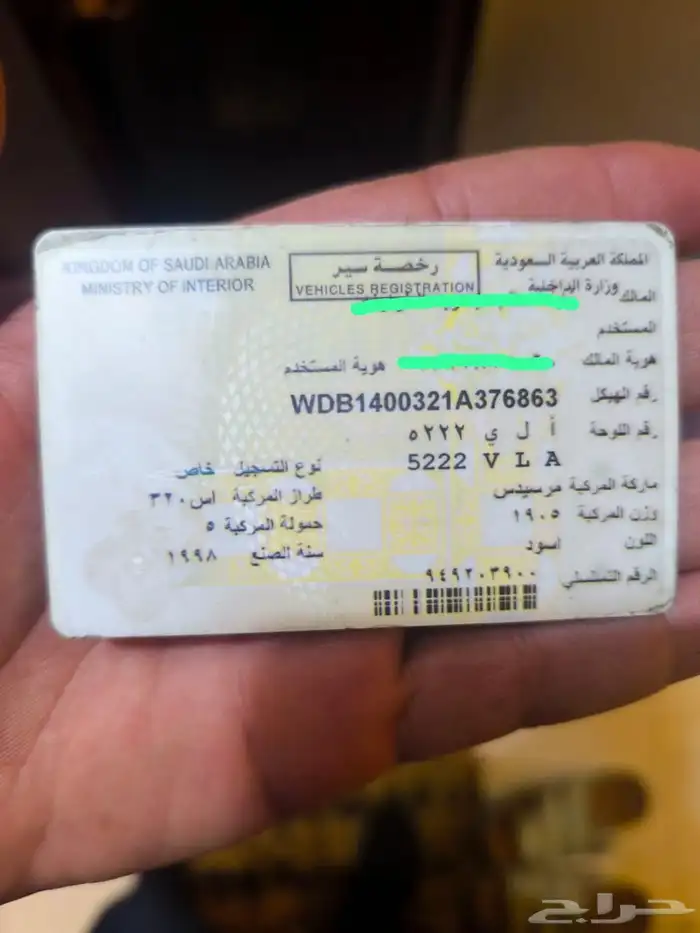 KINGDOM OF SAUDI ARABIA
MINISTRY OF INTERIOR
رخصة سير
VEHICLES REGISTRATION
المملكة العربية السعودية
وزارة الداخلية
المالك
المستخدم
هوية المالك هوية المستخدم
رقم الهيكل WDB1400321A376863
رقم اللوحة أ ل ي ٥٢٢٢
5222 V L A
نوع التسجيل خاص
ماركة المركبة مرسيدس طراز المركبة اس٣٢٠
وزن المركبة ١٩٠٥ حمولة المركبة ٥
اللون اسود سنة الصنع ١٩٩٨
الرقم التسلسلي ٩٤٩٢٠٣٩٠٠
حراج